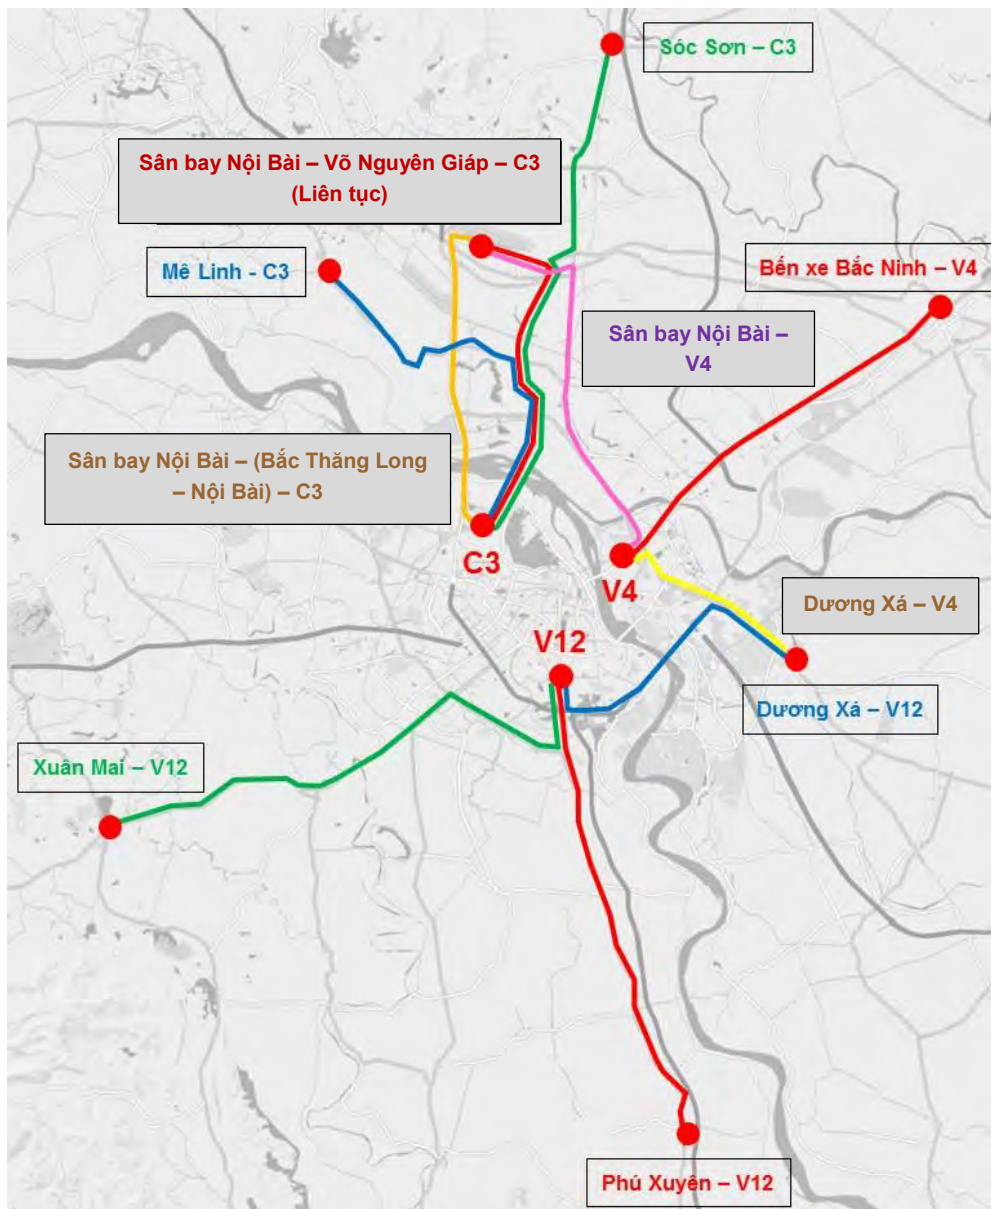 Sóc Sơn – C3
Sân bay Nội Bài – Võ Nguyên Giáp – C3
(Liên tục)
Mê Linh - C3
Bến xe Bắc Ninh – V4
Sân bay Nội Bài –
V4
Sân bay Nội Bài – (Bắc Thăng Long
– Nội Bài) – C3
C3
V4
Dương Xá – V4
V12
Dương Xá – V12
Xuân Mai – V12
Phú Xuyên – V12